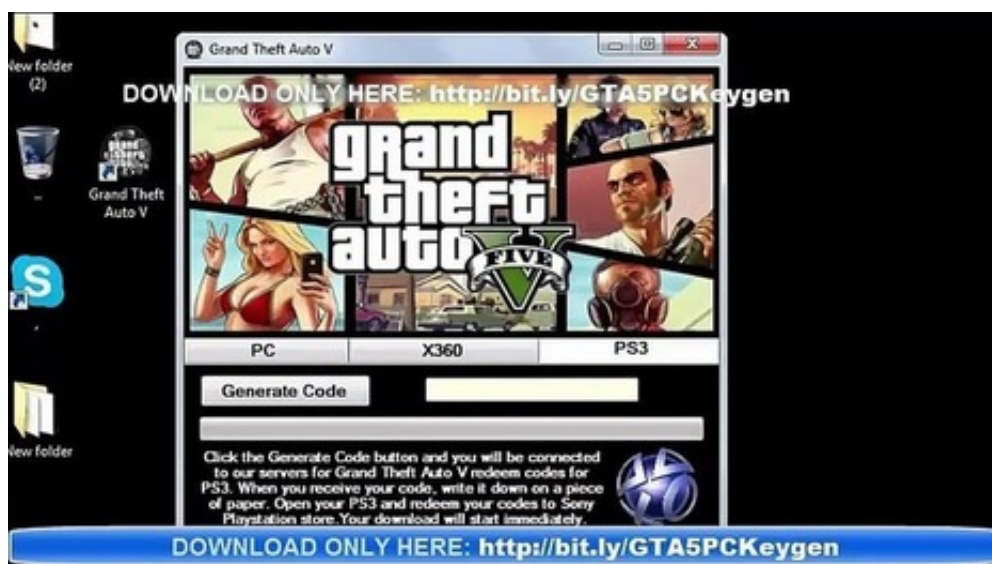 New folder
(2)
Grand Theft Auto V
DOWNLOAD ONLY HERE: http://bit.ly/GTA5PCKeygen
grand
theft
auto
FIVE
Grand Theft
Auto V
S
PC X360 PS3
Generate Code
New folder
Click the Generate Code button and you will be connected
to our servers for Grand Theft Auto V redeem codes for
PS3. When you receive your code, write it down on a piece
of paper. Open your PS3 and redeem your codes to Sony
Playstation store.Your download will start immediately.
DOWNLOAD ONLY HERE: http://bit.ly/GTA5PCKeygen